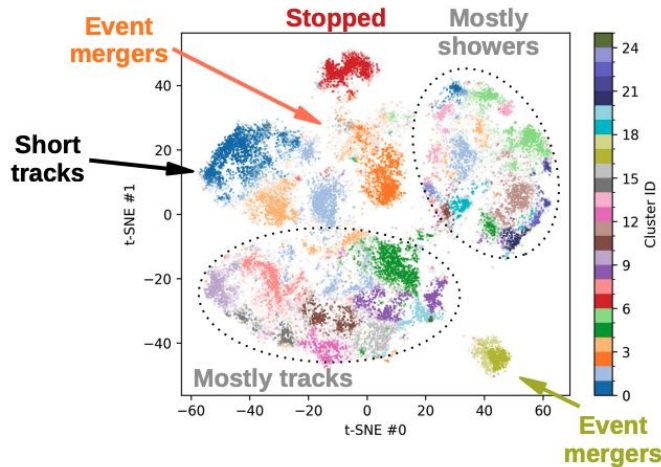 Stopped
Mostly
showers
Event
mergers
Short
tracks
Mostly tracks
Event
mergers
t-SNE #1
40
20
0
−20
−40
−60
−40
−20
0
20
40
60
t-SNE #0
24
21
18
15
12
9
6
3
0
Cluster ID